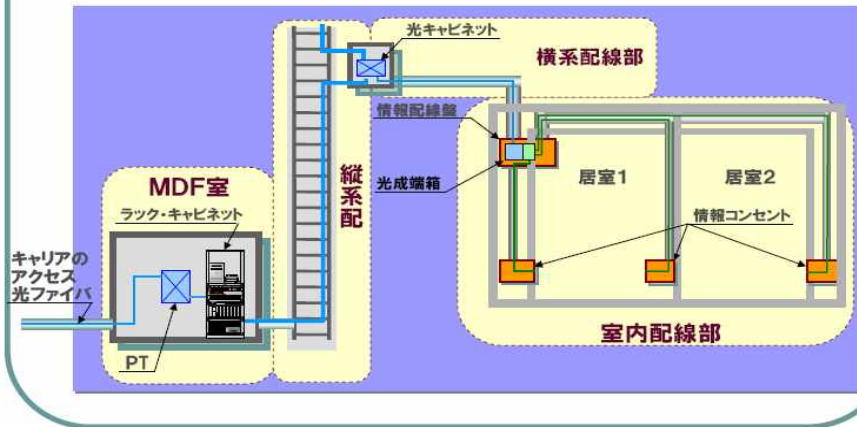 光キャビネット
横系配線部
情報配線盤
光成端箱
縦系配
居室1
居室2
情報コンセント
室内配線部
MDF室
ラック・キャビネット
キャリアの
アクセス
光ファイバ
PT